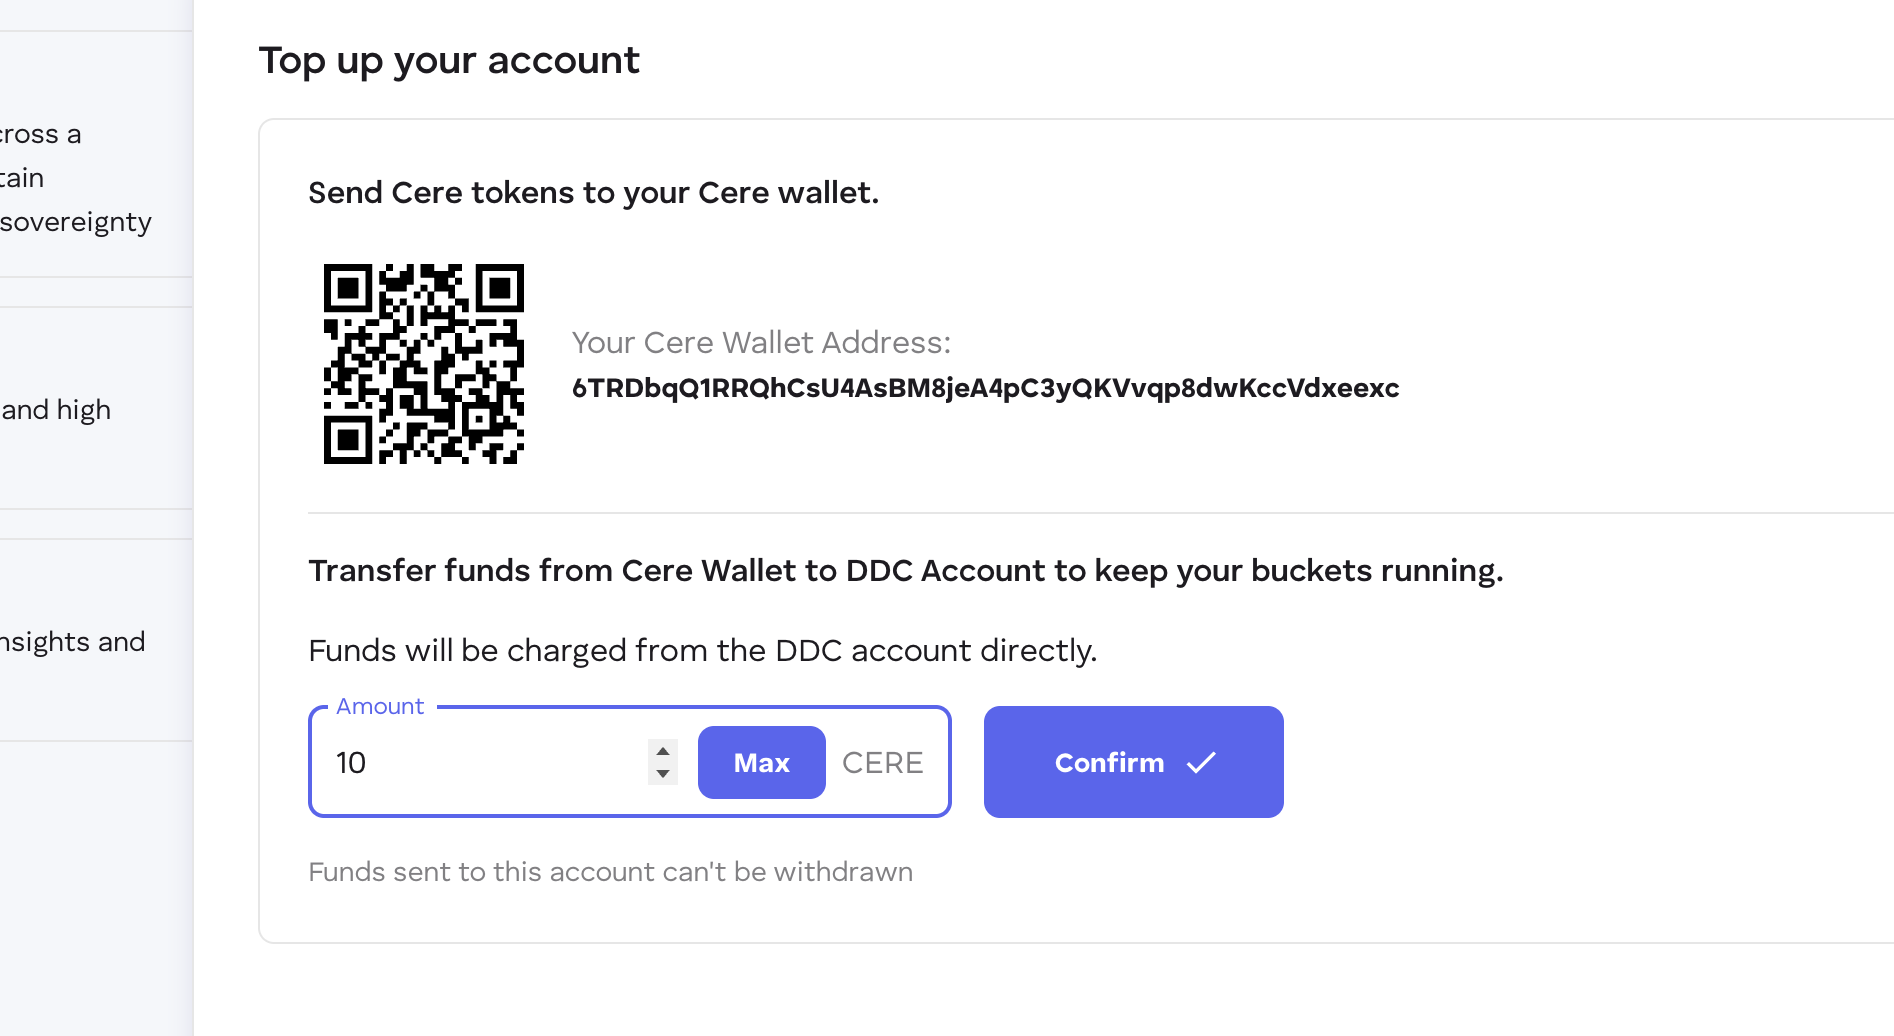 Top up your account
cross a
tain
sovereignty
Send Cere tokens to your Cere wallet.
Your Cere Wallet Address:
6TRDbqQ1RRQhCsU4AsBM8jeA4pC3yQKVvqp8dwKccVdxeexc
and high
Transfer funds from Cere Wallet to DDC Account to keep your buckets running.
nsights and
Funds will be charged from the DDC account directly.
Amount
10
Max
CERE
Confirm
Funds sent to this account can't be withdrawn